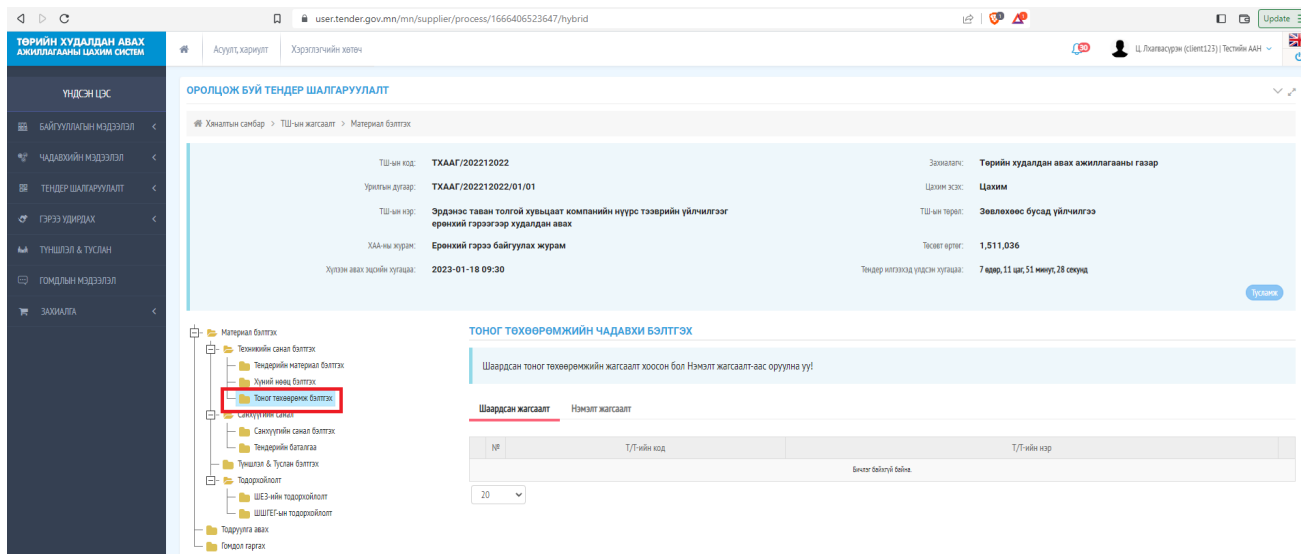 user.tender.gov.mn/mn/supplier/process/1666406523647/hybrid
Update
ТӨРИЙН ХУДАЛДАН АВАХ
АЖИЛЛАГААНЫ ЦАХИМ СИСТЕМ
Асуулт, хариулт
Хэрэглэгчийн хөтөч
30
Ц. Лхагвасүрэн (client123) | Тестийн ААН
ҮНДСЭН ЦЭС
БАЙГУУЛЛАГЫН МЭДЭЭЛЭЛ
ЧАДАВХИЙН МЭДЭЭЛЭЛ
ТЕНДЕР ШАЛГАРУУЛАЛТ
ГЭРЭЭ УДИРДАХ
ТҮНШЛЭЛ & ТУСЛАН
ГОМДЛЫН МЭДЭЭЛЭЛ
ЗАХИАЛГА
ОРОЛЦОЖ БУЙ ТЕНДЕР ШАЛГАРУУЛАЛТ
Хяналтын самбар > ТШ-ын жагсаалт > Материал бэлтгэх
ТШ-ын код: ТХААГ/202212022
Захиалагч: Төрийн худалдан авах ажиллагааны газар
Урилгын дугаар: ТХААГ/202212022/01/01
Цахим эсэх: Цахим
ТШ-ын нэр: Эрдэнэс таван толгой хувьцаат компанийн нүүрс тээврийн үйлчилгээг
ерөнхий гэрээгээр худалдан авах
ТШ-ын төрөл: Зөвлөхөөс бусад үйлчилгээ
ХАА-ны журам: Ерөнхий гэрээ байгуулах журам
Төсөвт өртөг: 1,511,036
Хүлээн авах эцсийн хугацаа: 2023-01-18 09:30
Тендер илгээхэд үлдсэн хугацаа: 7 өдөр, 11 цаг, 51 минут, 28 секунд
Тусламж
Материал бэлтгэх
Техникийн санал бэлтгэх
Тендерийн материал бэлтгэх
Хүний нөөц бэлтгэх
Тоног төхөөрөмж бэлтгэх
Санхүүгийн санал
Санхүүгийн санал бэлтгэх
Тендерийн баталгаа
Түншлэл & Туслан бэлтгэх
Тодорхойлолт
ШЕЗ-ийн тодорхойлолт
ШШГЕГ-ын тодорхойлолт
Тодруулга авах
Гомдол гаргах
ТОНОГ ТӨХӨӨРӨМЖИЙН ЧАДАВХИ БЭЛТГЭХ
Шаардсан тоног төхөөрөмжийн жагсаалт хоосон бол Нэмэлт жагсаалт-аас оруулна уу!
Шаардсан жагсаалт
Нэмэлт жагсаалт
№
Т/Т-ийн код
Т/Т-ийн нэр
Бичлэг байхгүй байна.
20